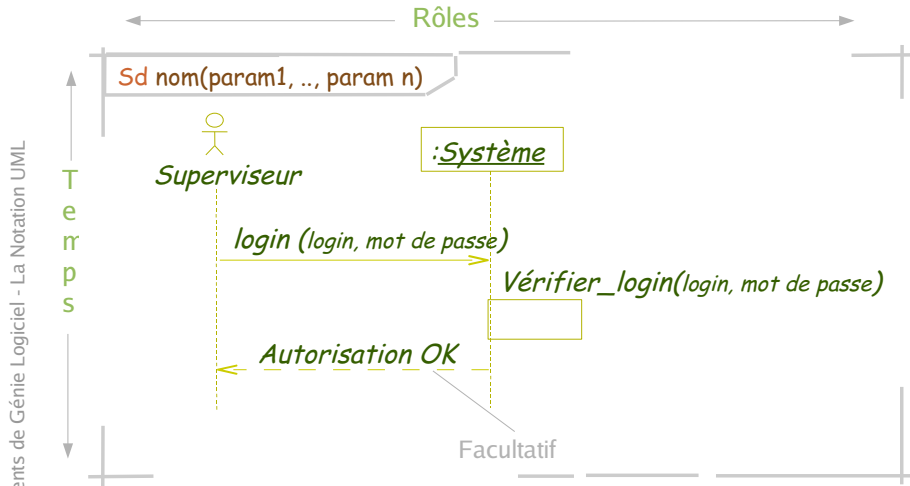 Rôles
Sd nom(param1, .., param n)
:Système
Superviseur
Temps
login (login, mot de passe)
Vérifier_login(login, mot de passe)
Autorisation OK
Facultatif
de Génie Logiciel - La Notation UML